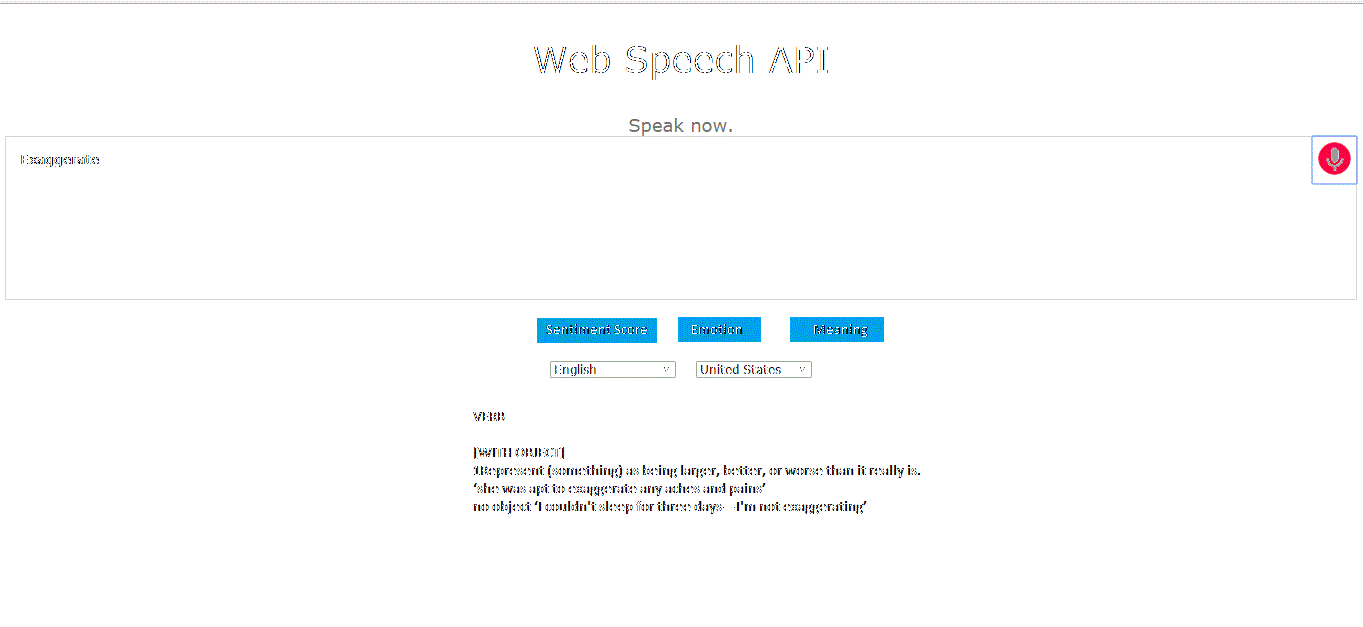 Web Speech API
Speak now.
Exaggerate
Sentiment Score Emotion Meaning
English United States
VERB
[WITH OBJECT]
1Represent (something) as being larger, better, or worse than it really is.
‘she was apt to exaggerate any aches and pains’
no object ‘I couldn't sleep for three days—I'm not exaggerating’